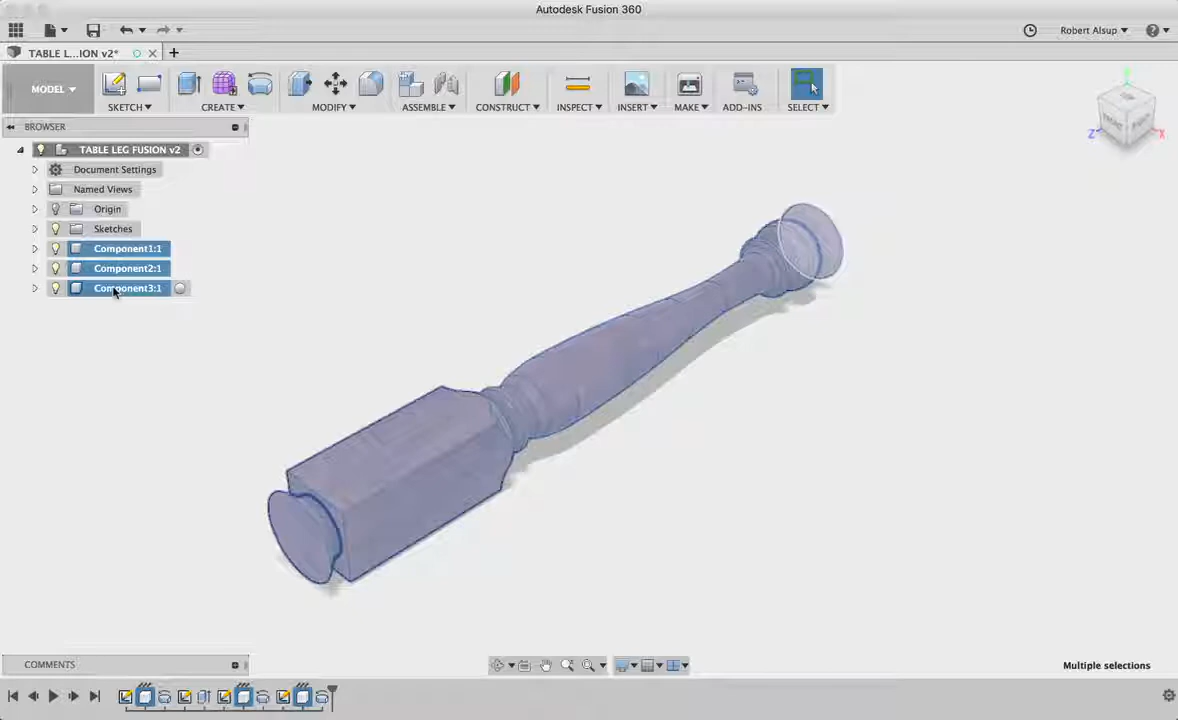 Autodesk Fusion 360
Robert Alsup
TABLE L...ION v2*
MODEL
SKETCH
CREATE
MODIFY
ASSEMBLE
CONSTRUCT
INSPECT
INSERT
MAKE
ADD-INS
SELECT
BROWSER
TABLE LEG FUSION v2
Document Settings
Named Views
Origin
Sketches
Component1:1
Component2:1
Component3:1
Z
X
COMMENTS
Multiple selections